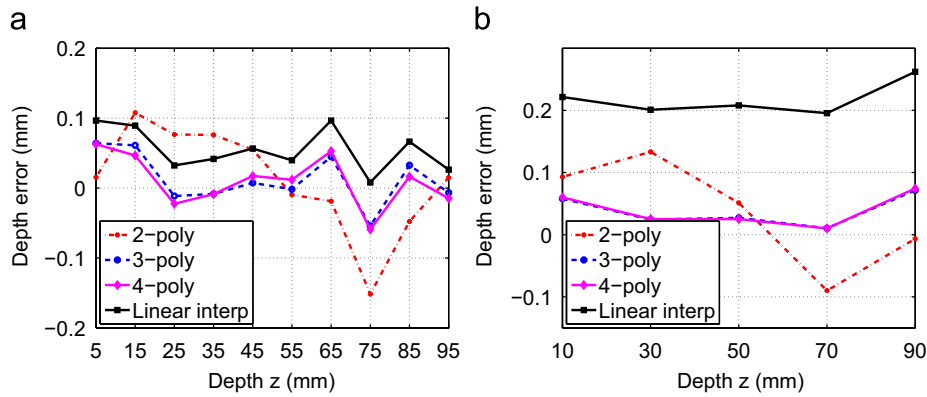 a
0.2
0.1
0
−0.1
−0.2
Depth error (mm)
2−poly
3−poly
4−poly
Linear interp
5 15 25 35 45 55 65 75 85 95
Depth z (mm)
b
0.2
0.1
0
−0.1
Depth error (mm)
2−poly
3−poly
4−poly
Linear interp
10 30 50 70 90
Depth z (mm)